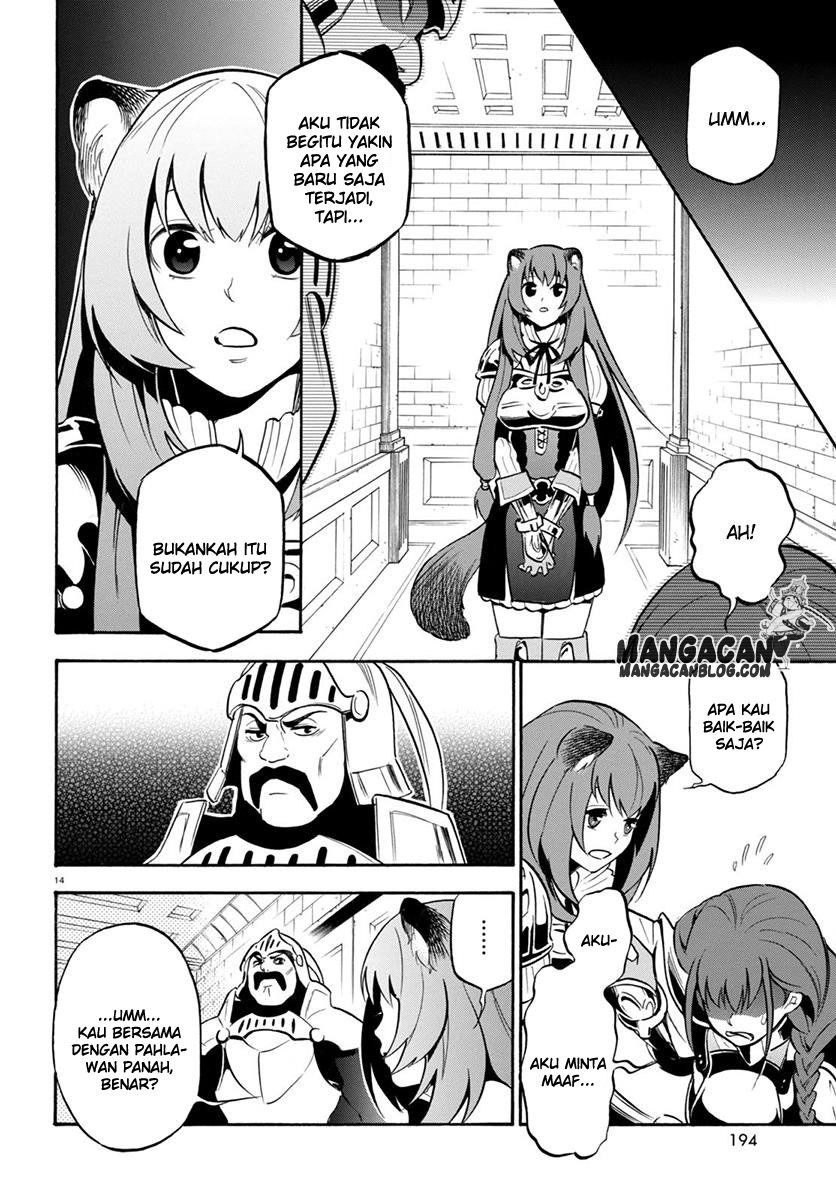 UMM...
AKU TIDAK
BEGITU YAKIN
APA YANG
BARU SAJA
TERJADI,
TAPI...
BUKANKAH ITU
SUDAH CUKUP?
AH!
MANGACAN
MANGACANBLOG.COM
APA KAU
BAIK-BAIK
SAJA?
AKU-
AKU MINTA
MAAF...
14
........
...UMM...
KAU BERSAMA
DENGAN PAHLA-
WAN PANAH,
BENAR?
194